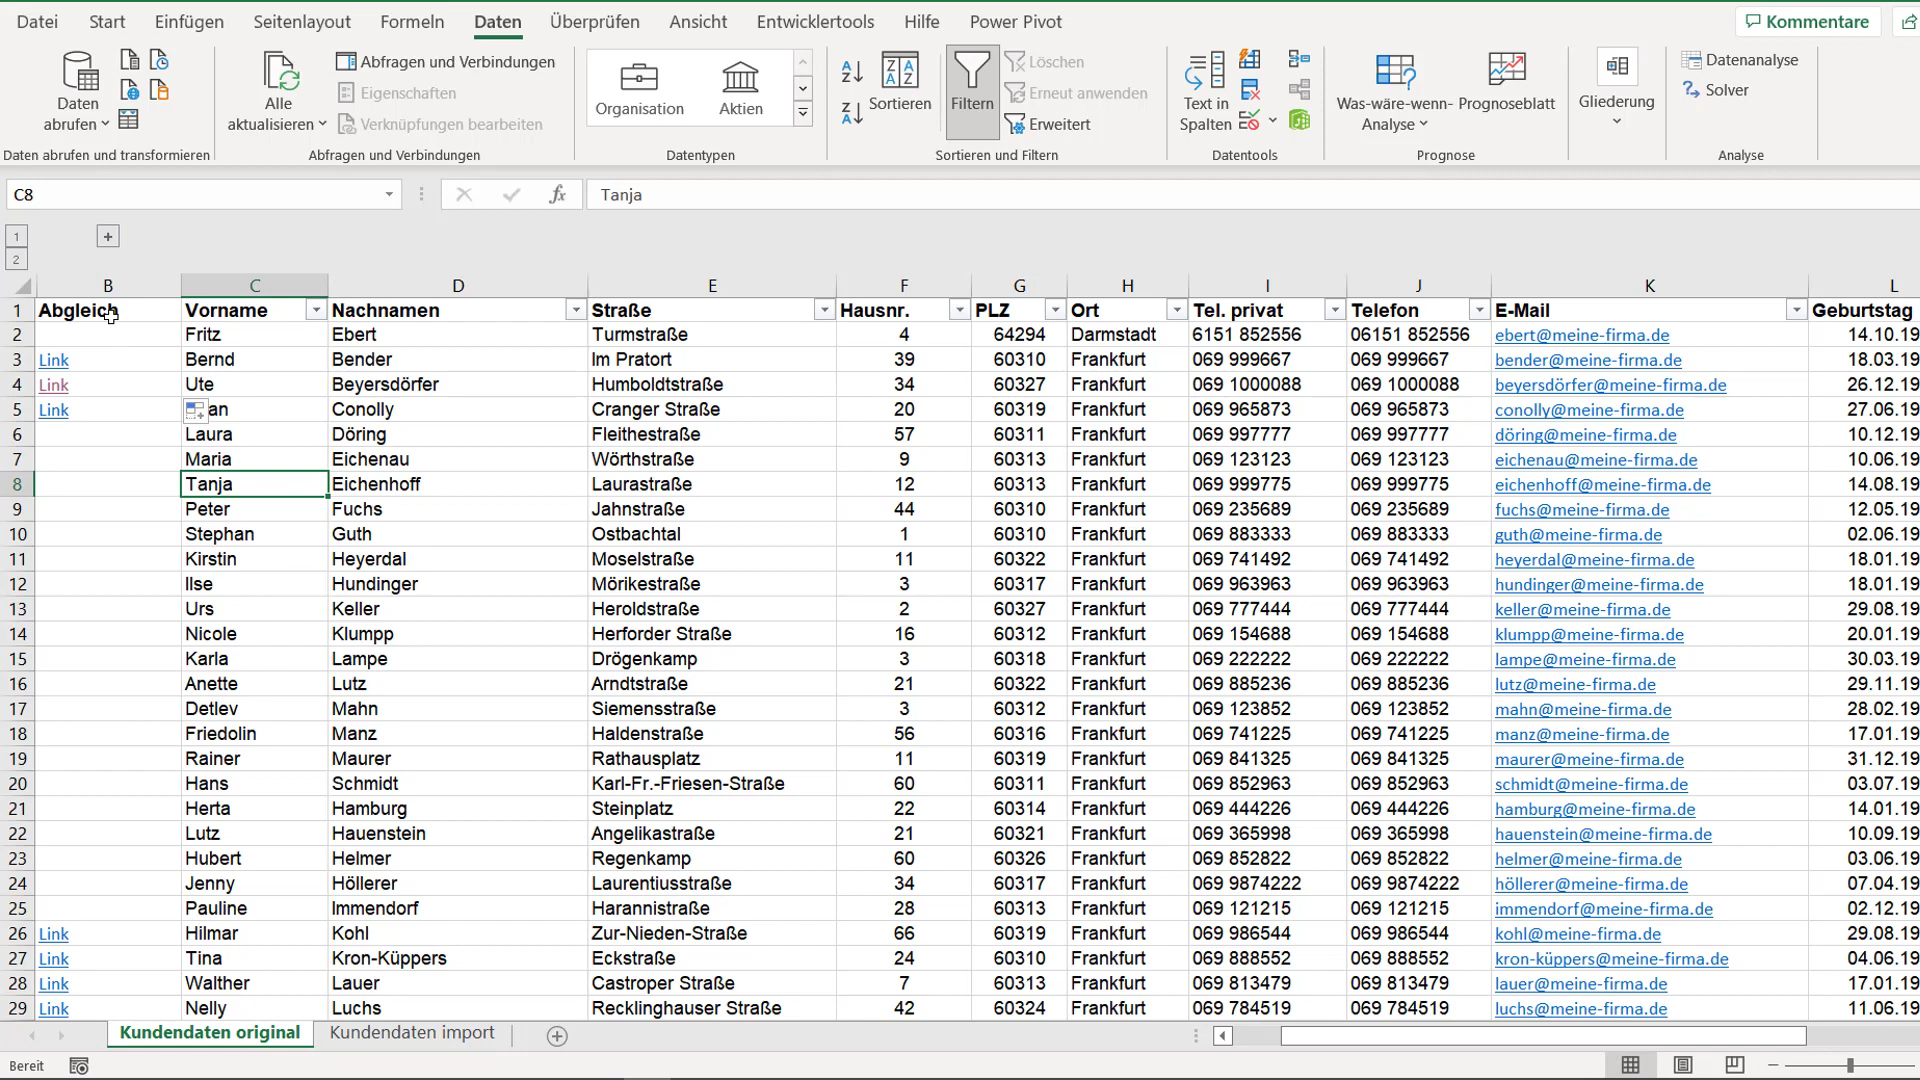 Datei Start Einfügen Seitenlayout Formeln Daten Überprüfen Ansicht Entwicklertools Hilfe Power Pivot Kommentare
Daten abrufen
Alle aktualisieren
Abfragen und Verbindungen
Eigenschaften
Verknüpfungen bearbeiten
Organisation
Aktien
Sortieren
Filtern
Löschen
Erneut anwenden
Erweitert
Text in Spalten
Was-wäre-wenn-Analyse
Prognoseblatt
Gliederung
Datenanalyse
Solver
Daten abrufen und transformieren Abfragen und Verbindungen Datentypen Sortieren und Filtern Datentools Prognose Analyse
C8 fx Tanja
1
2
B C D E F G H I J K L
1 Abgleich Vorname Nachnamen Straße Hausnr. PLZ Ort Tel. privat Telefon E-Mail Geburtstag
2 Fritz Ebert Turmstraße 4 64294 Darmstadt 6151 852556 06151 852556 ebert@meine-firma.de 14.10.19
3 Link Bernd Bender Im Pratort 39 60310 Frankfurt 069 999667 069 999667 bender@meine-firma.de 18.03.19
4 Link Ute Beyersdörfer Humboldtstraße 34 60327 Frankfurt 069 1000088 069 1000088 beyersdörfer@meine-firma.de 26.12.19
5 Link an Conolly Cranger Straße 20 60319 Frankfurt 069 965873 069 965873 conolly@meine-firma.de 27.06.19
6 Laura Döring Fleithestraße 57 60311 Frankfurt 069 997777 069 997777 döring@meine-firma.de 10.12.19
7 Maria Eichenau Wörthstraße 9 60313 Frankfurt 069 123123 069 123123 eichenau@meine-firma.de 10.06.19
8 Tanja Eichenhoff Laurastraße 12 60313 Frankfurt 069 999775 069 999775 eichenhoff@meine-firma.de 14.08.19
9 Peter Fuchs Jahnstraße 44 60310 Frankfurt 069 235689 069 235689 fuchs@meine-firma.de 12.05.19
10 Stephan Guth Ostbachtal 1 60310 Frankfurt 069 883333 069 883333 guth@meine-firma.de 02.06.19
11 Kirstin Heyerdal Moselstraße 11 60322 Frankfurt 069 741492 069 741492 heyerdal@meine-firma.de 18.01.19
12 Ilse Hundinger Mörikestraße 3 60317 Frankfurt 069 963963 069 963963 hundinger@meine-firma.de 18.01.19
13 Urs Keller Heroldstraße 2 60327 Frankfurt 069 777444 069 777444 keller@meine-firma.de 29.08.19
14 Nicole Klumpp Herforder Straße 16 60312 Frankfurt 069 154688 069 154688 klumpp@meine-firma.de 20.01.19
15 Karla Lampe Drögenkamp 3 60318 Frankfurt 069 222222 069 222222 lampe@meine-firma.de 30.03.19
16 Anette Lutz Arndtstraße 21 60322 Frankfurt 069 885236 069 885236 lutz@meine-firma.de 29.11.19
17 Detlev Mahn Siemensstraße 3 60312 Frankfurt 069 123852 069 123852 mahn@meine-firma.de 28.02.19
18 Friedolin Manz Haldenstraße 56 60316 Frankfurt 069 741225 069 741225 manz@meine-firma.de 17.01.19
19 Rainer Maurer Rathausplatz 11 60319 Frankfurt 069 841325 069 841325 maurer@meine-firma.de 31.12.19
20 Hans Schmidt Karl-Fr.-Friesen-Straße 60 60311 Frankfurt 069 852963 069 852963 schmidt@meine-firma.de 03.07.19
21 Herta Hamburg Steinplatz 22 60314 Frankfurt 069 444226 069 444226 hamburg@meine-firma.de 14.01.19
22 Lutz Hauenstein Angelikastraße 21 60321 Frankfurt 069 365998 069 365998 hauenstein@meine-firma.de 10.09.19
23 Hubert Helmer Regenkamp 60 60326 Frankfurt 069 852822 069 852822 helmer@meine-firma.de 03.06.19
24 Jenny Höllerer Laurentiusstraße 34 60317 Frankfurt 069 9874222 069 9874222 höllerer@meine-firma.de 07.04.19
25 Pauline Immendorf Harannistraße 28 60313 Frankfurt 069 121215 069 121215 immendorf@meine-firma.de 02.12.19
26 Link Hilmar Kohl Zur-Nieden-Straße 66 60319 Frankfurt 069 986544 069 986544 kohl@meine-firma.de 29.08.19
27 Link Tina Kron-Küppers Eckstraße 24 60310 Frankfurt 069 888552 069 888552 kron-küppers@meine-firma.de 04.06.19
28 Link Walther Lauer Castroper Straße 7 60313 Frankfurt 069 813479 069 813479 lauer@meine-firma.de 17.01.19
29 Link Nelly Luchs Recklinghauser Straße 42 60324 Frankfurt 069 784519 069 784519 luchs@meine-firma.de 11.06.19
Kundendaten original Kundendaten import
Bereit